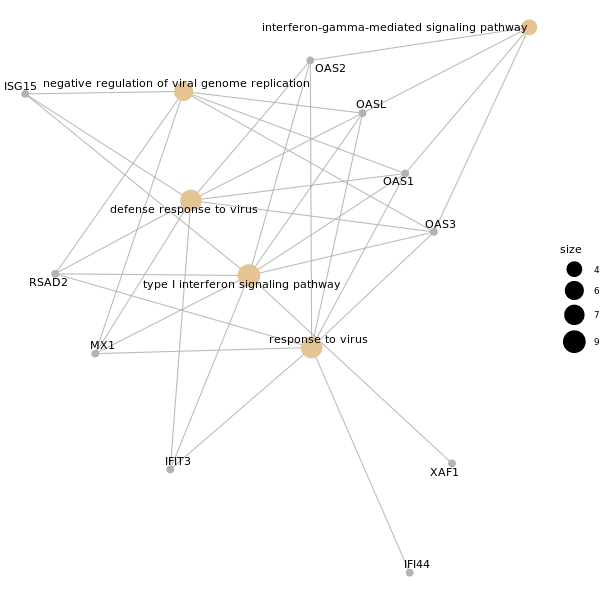 interferon-gamma-mediated signaling pathway
OAS2
negative regulation of viral genome replication
ISG15
OASL
OAS1
defense response to virus
OAS3
size
4
6
7
9
RSAD2
type I interferon signaling pathway
response to virus
MX1
IFIT3
XAF1
IFI44